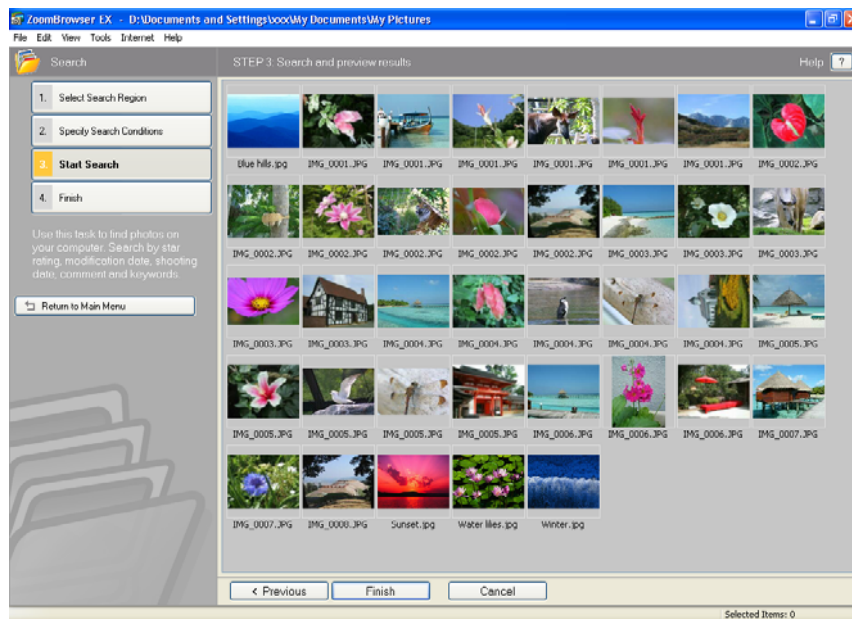 ZoomBrowser EX - D:\Documents and Settings\xxx\My Documents\My Pictures
File Edit View Tools Internet Help
Search
STEP 3: Search and preview results
Help ?
1. Select Search Region
2. Specify Search Conditions
3. Start Search
4. Finish
Use this task to find photos on
your computer. Search by star
rating, modification date, shooting
date, comment and keywords.
Return to Main Menu
Blue hills.jpg IMG_0001.JPG IMG_0001.JPG IMG_0001.JPG IMG_0001.JPG IMG_0001.JPG IMG_0001.JPG IMG_0002.JPG
IMG_0002.JPG IMG_0002.JPG IMG_0002.JPG IMG_0002.JPG IMG_0002.JPG IMG_0003.JPG IMG_0003.JPG IMG_0003.JPG
IMG_0003.JPG IMG_0003.JPG IMG_0004.JPG IMG_0004.JPG IMG_0004.JPG IMG_0004.JPG IMG_0004.JPG IMG_0005.JPG
IMG_0005.JPG IMG_0005.JPG IMG_0005.JPG IMG_0005.JPG IMG_0006.JPG IMG_0006.JPG IMG_0006.JPG IMG_0007.JPG
IMG_0007.JPG IMG_0008.JPG Sunset.jpg Water lilies.jpg Winter.jpg
< Previous Finish Cancel
Selected Items: 0